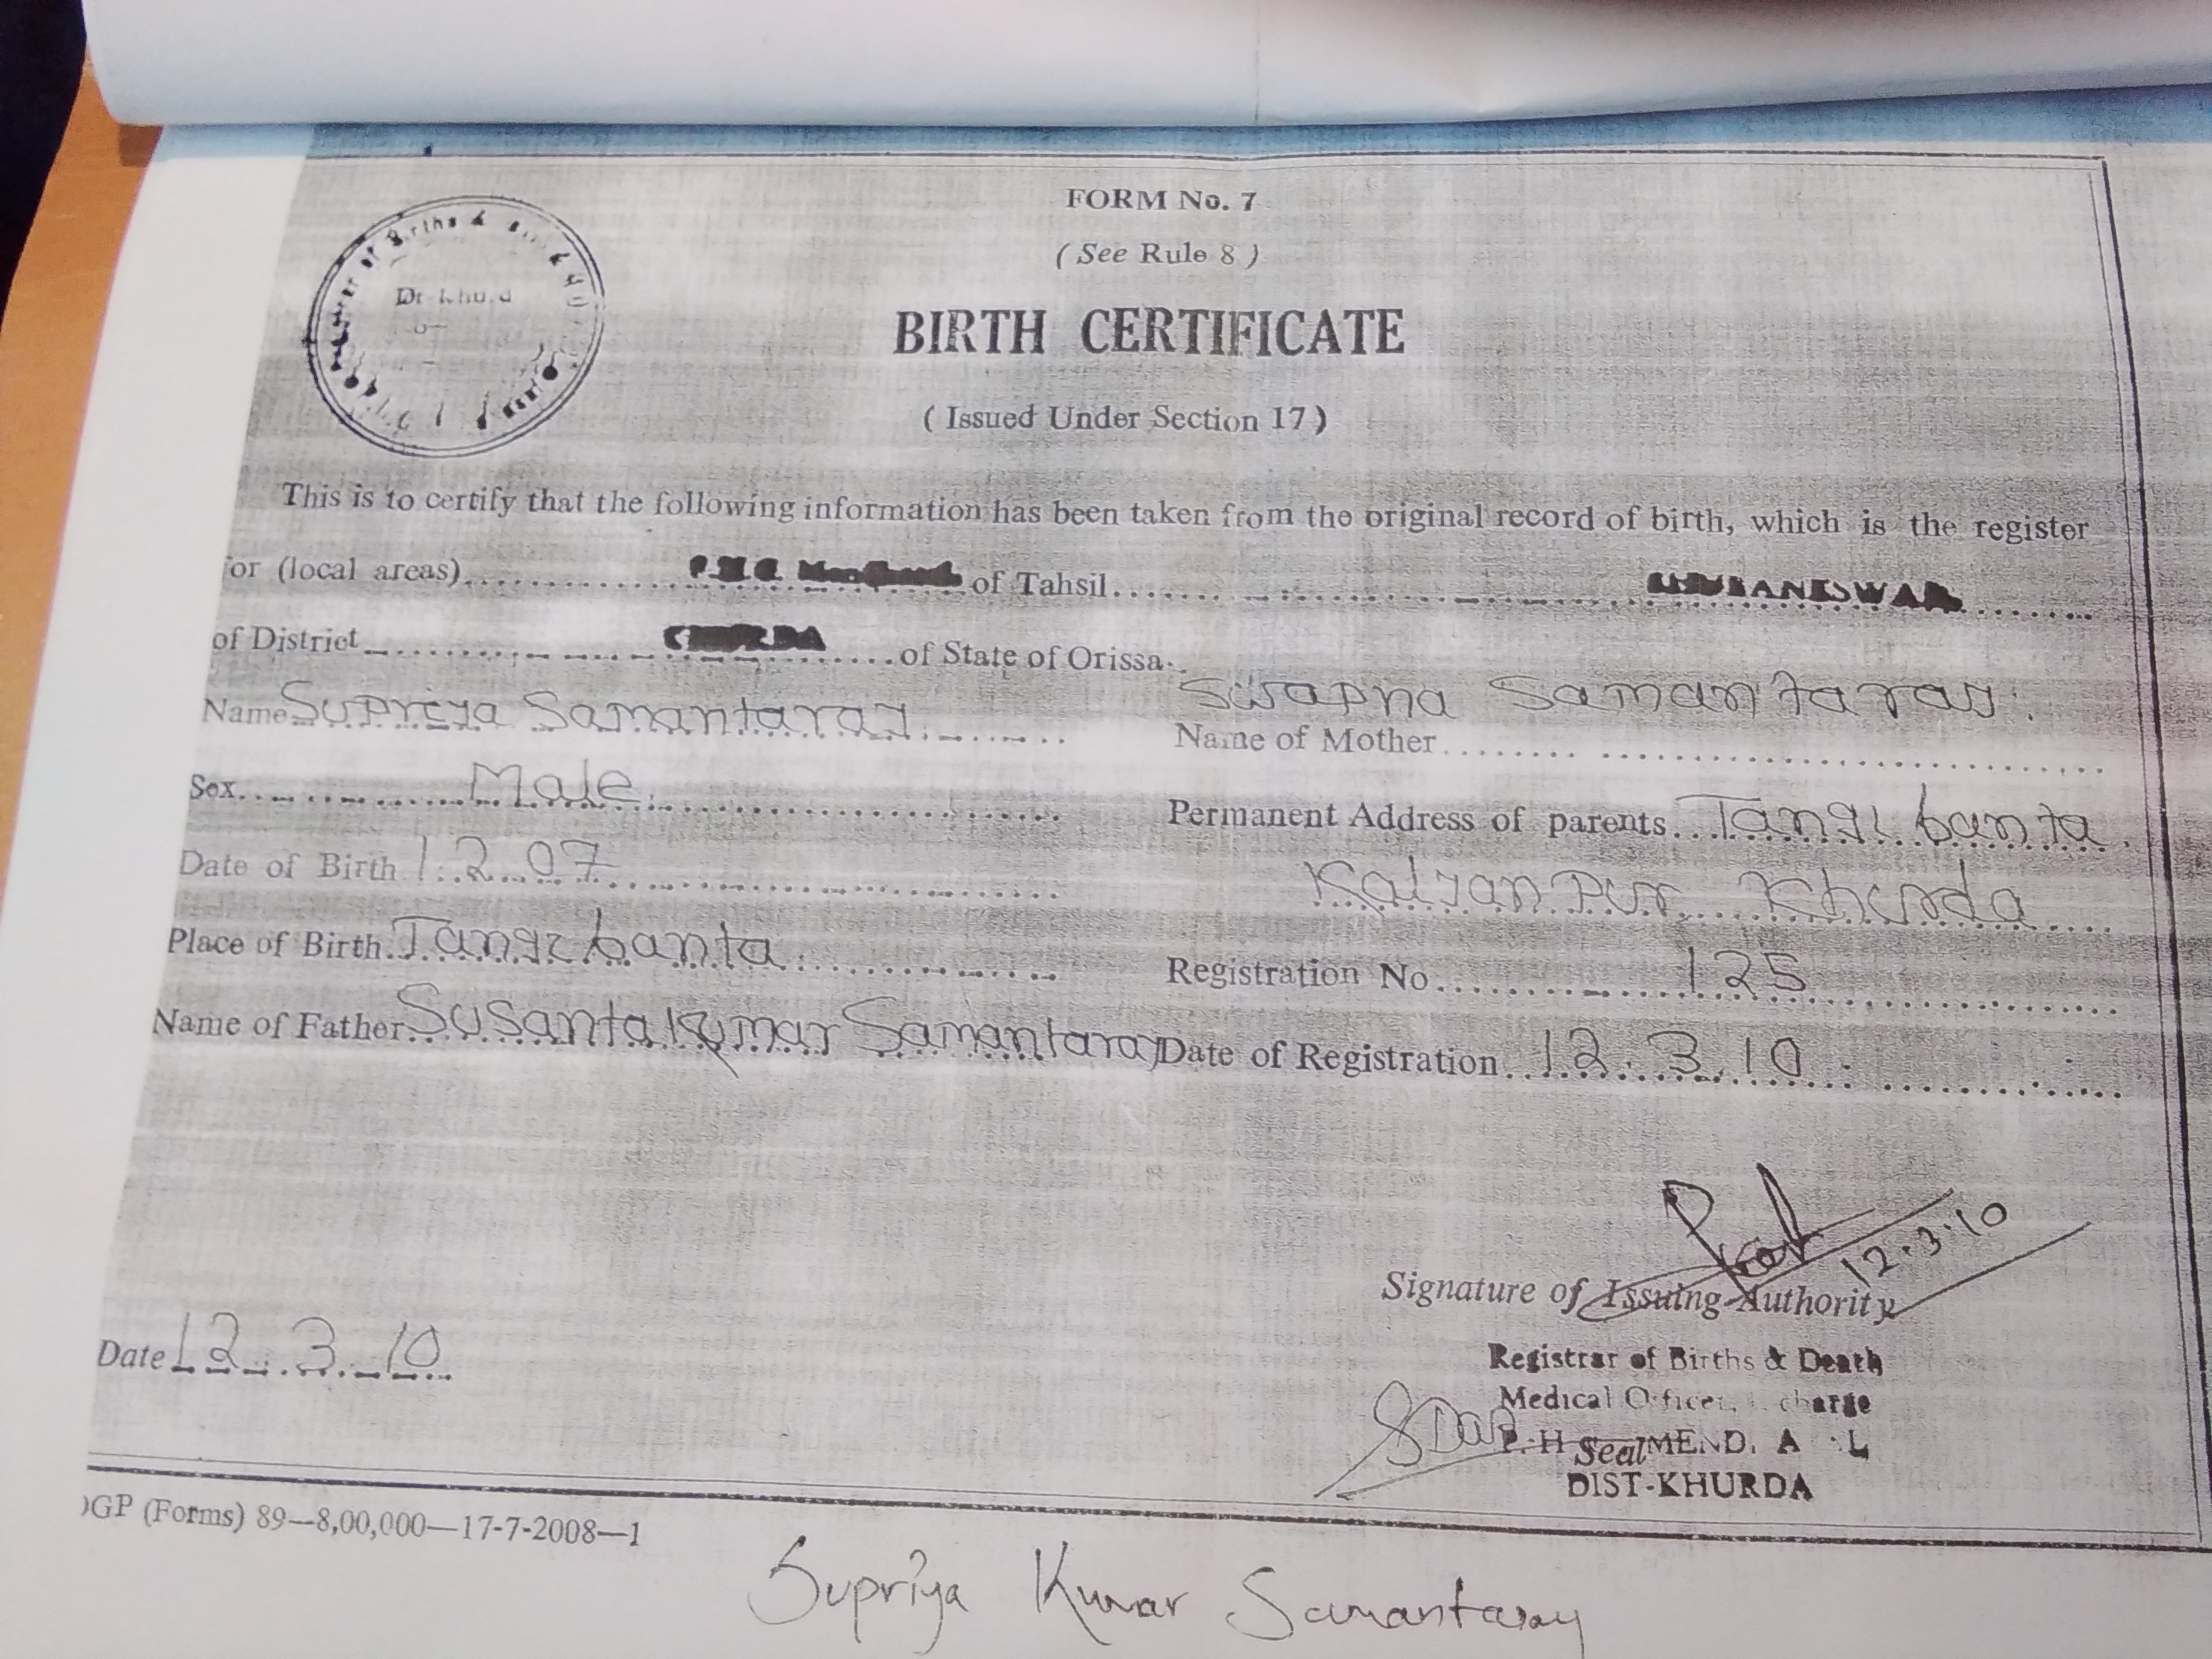 FORM No. 7
( See Rule 8 )
BIRTH CERTIFICATE
( Issued Under Section 17 )
of Births &
This is to certify that the following information has been taken from the original record of birth, which is the register
for (local areas) of Tahsil
of District of State of Orissa.
Name Supriya Samantaray
Swapna Samantaray.
Name of Mother
Sex Male
Permanent Address of parents Tangibanta
Date of Birth 1.2.07
Kalyanpur Khurda
Place of Birth Tangibanta
Registration No 125
Name of Father Susanta Kumar Samantaray
Date of Registration 12.3.10
12.3.10
Signature of Issuing Authority
Registrar of Births & Death
Medical Officer, charge
Date 12.3.10
P. H MEND. A L
Seal
DIST-KHURDA
OGP (Forms) 89—8,00,000—17-7-2008—1
Supriya Kumar Samantaray